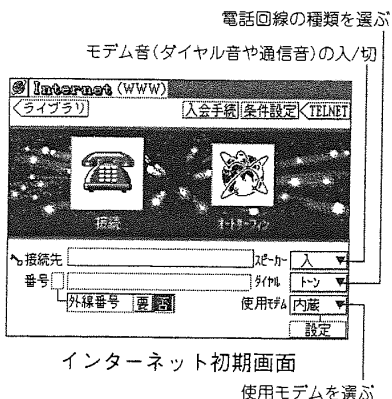 電話回線の種類を選ぶ
モデム音(ダイヤル音や通信音)の入/切
Internet (WWW)
<ライブラリ 入会手続 条件設定 <TELNET
接続 オートサーフィン
接続先 スピーカー 入 ▼
番号 ダイヤル トーン ▼
外線番号 要 否 使用モデム 内蔵 ▼
設定
インターネット初期画面
使用モデムを選ぶ